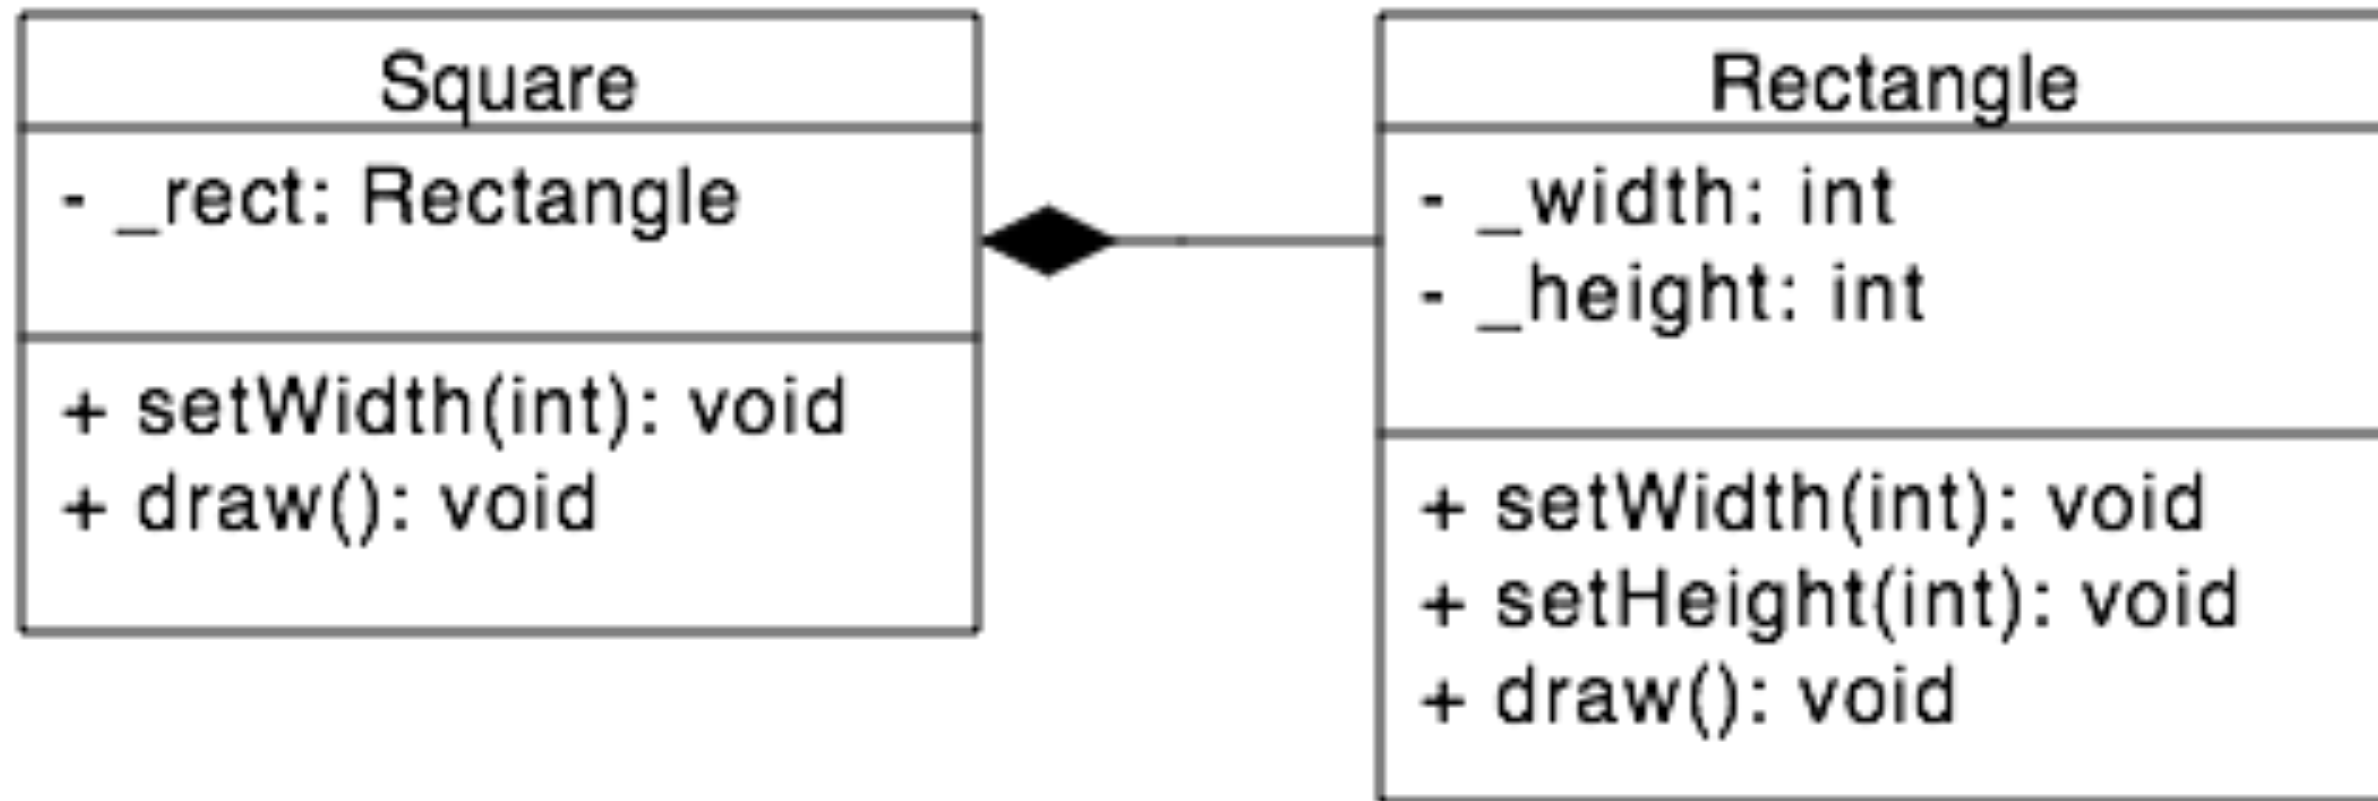 Square
- _rect: Rectangle
+ setWidth(int): void
+ draw(): void
Rectangle
- _width: int
- _height: int
+ setWidth(int): void
+ setHeight(int): void
+ draw(): void